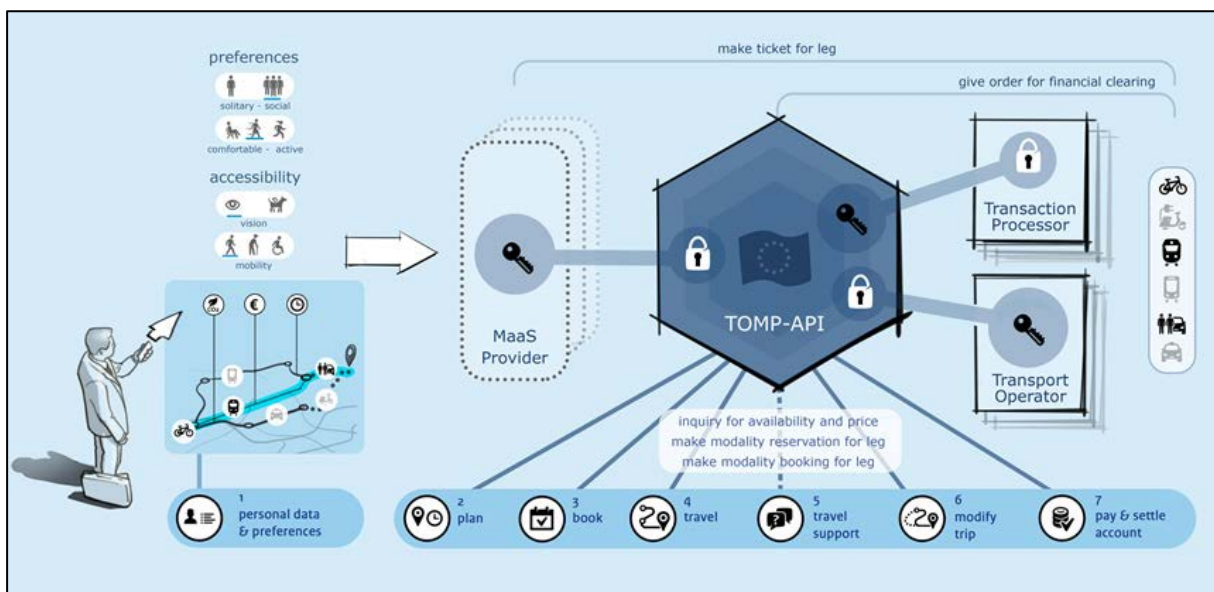 preferences
solitary - social
comfortable - active
accessibility
vision
mobility
CO₂
€
1
personal data
& preferences
make ticket for leg
give order for financial clearing
MaaS
Provider
TOMP-API
Transaction
Processor
Transport
Operator
inquiry for availability and price
make modality reservation for leg
make modality booking for leg
2
plan
3
book
4
travel
5
travel
support
6
modify
trip
7
pay & settle
account